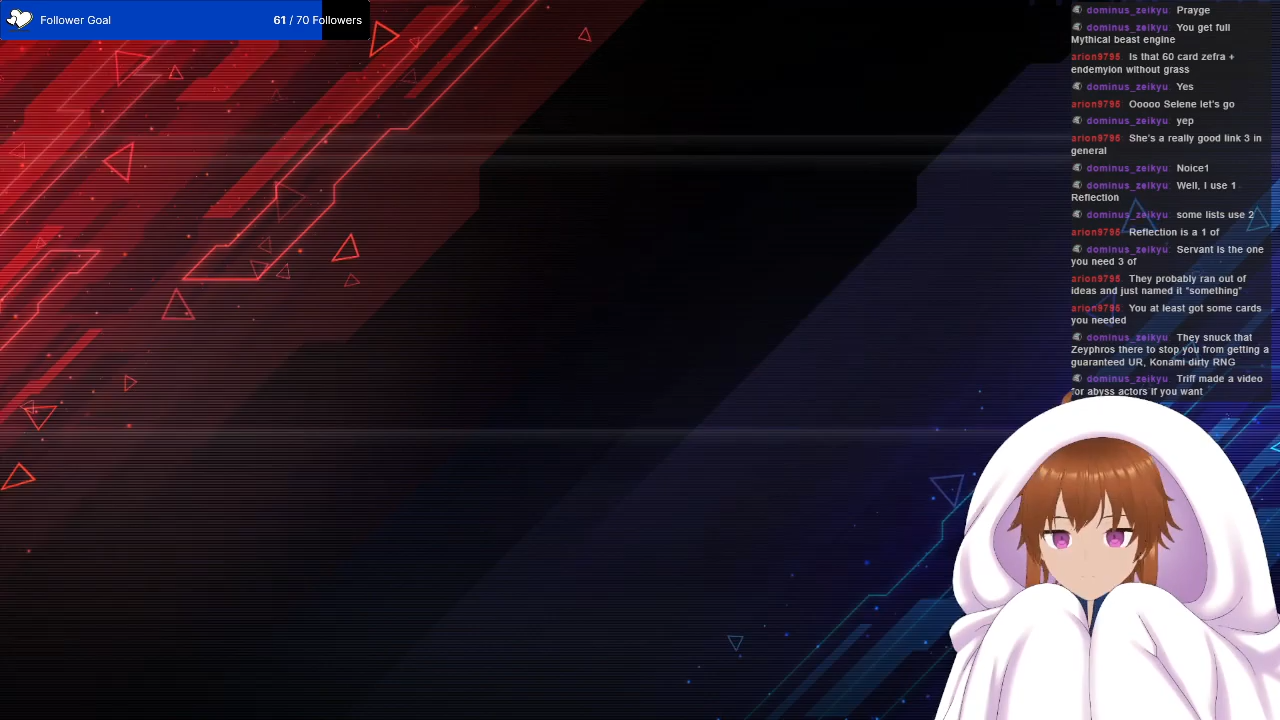 Follower Goal
61 / 70 Followers
dominus_zeikyu: Prayge
dominus_zeikyu: You get full
Mythical beast engine
arion9795: Is that 60 card zefra +
endemyion without grass
dominus_zeikyu: Yes
arion9795: Ooooo Selene let's go
dominus_zeikyu: yep
arion9795: She's a really good link 3 in
general
dominus_zeikyu: Noice1
dominus_zeikyu: Well, I use 1
Reflection
dominus_zeikyu: some lists use 2
arion9795: Reflection is a 1 of
dominus_zeikyu: Servant is the one
you need 3 of
arion9795: They probably ran out of
ideas and just named it "something"
arion9795: You at least got some cards
you needed
dominus_zeikyu: They snuck that
Zeyphros there to stop you from getting a
guaranteed UR, Konami dirty RNG
dominus_zeikyu: Triff made a video
for abyss actors if you want